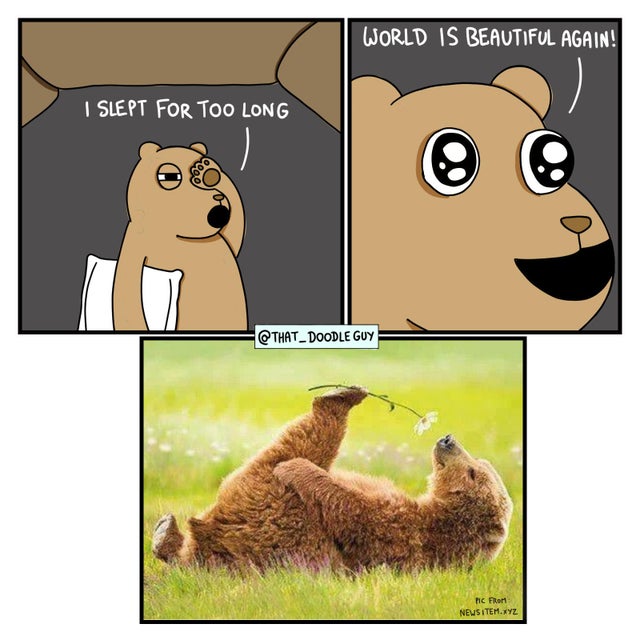 I SLEPT FOR TOO LONG
WORLD IS BEAUTIFUL AGAIN!
@THAT_DOODLE GUY
PIC FROM
NEWSITEM.XYZ